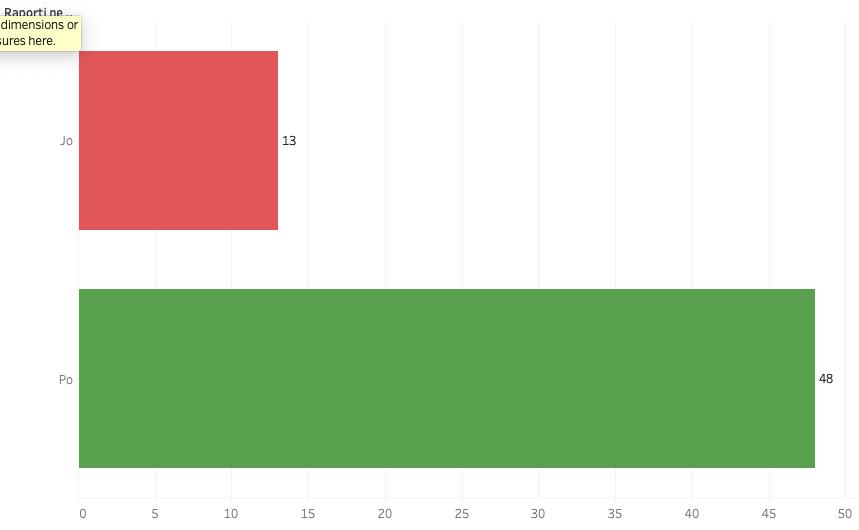 Raporti ne ..
dimensions or
sures here.
Jo
13
Po
48
0 5 10 15 20 25 30 35 40 45 50